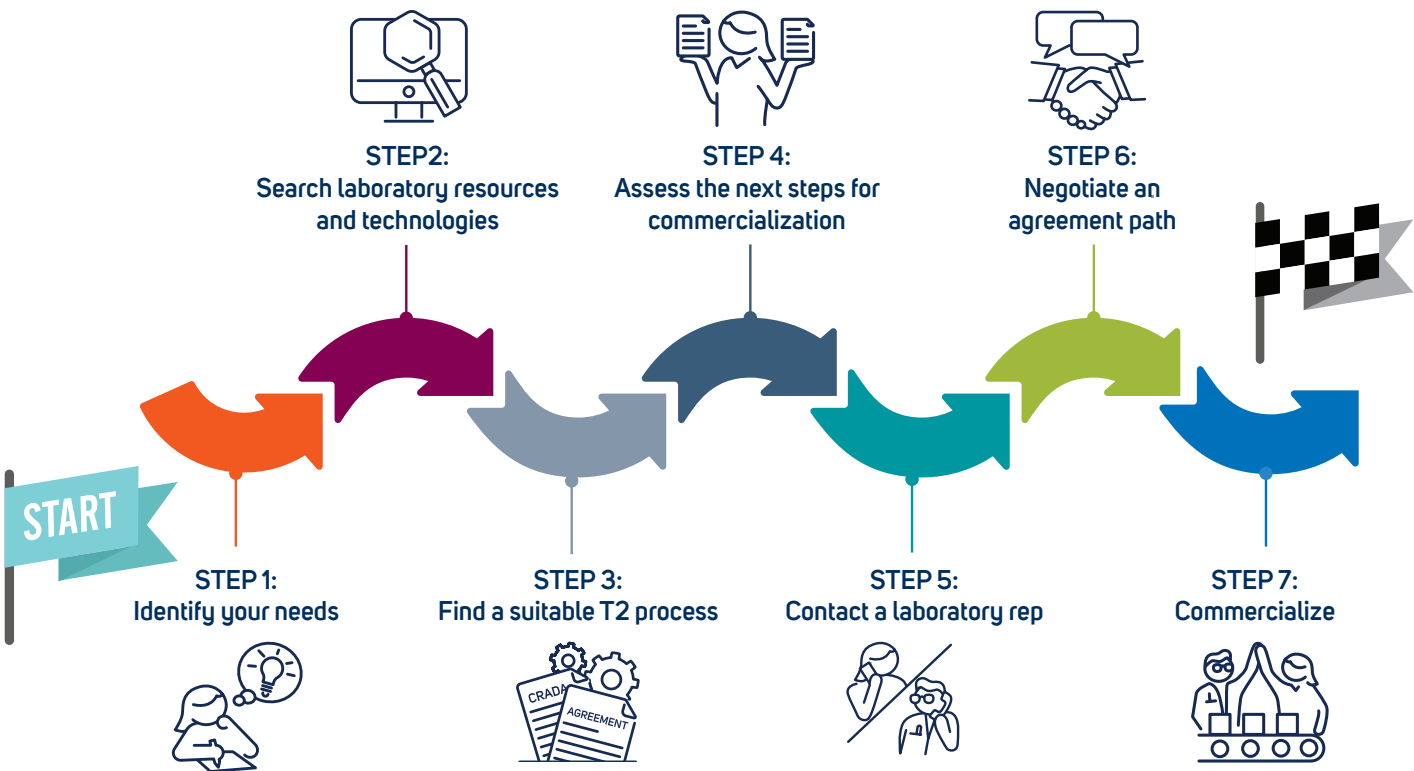 START
STEP 1:
Identify your needs
STEP2:
Search laboratory resources
and technologies
STEP 3:
Find a suitable T2 process
CRADA
AGREEMENT
STEP 4:
Assess the next steps for
commercialization
STEP 5:
Contact a laboratory rep
STEP 6:
Negotiate an
agreement path
STEP 7:
Commercialize